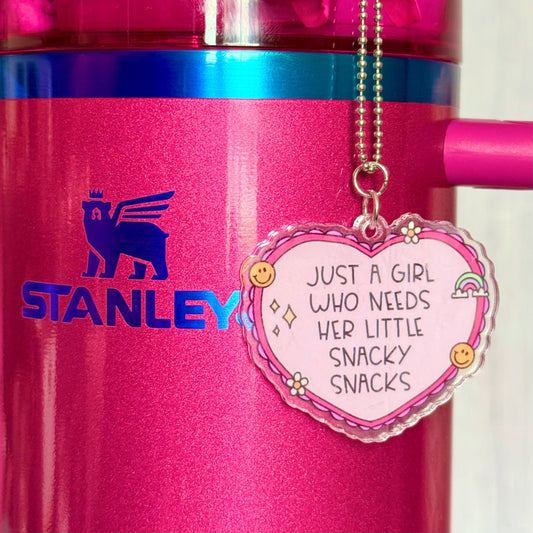 STANLEY
JUST A GIRL
WHO NEEDS
HER LITTLE
SNACKY
SNACKS